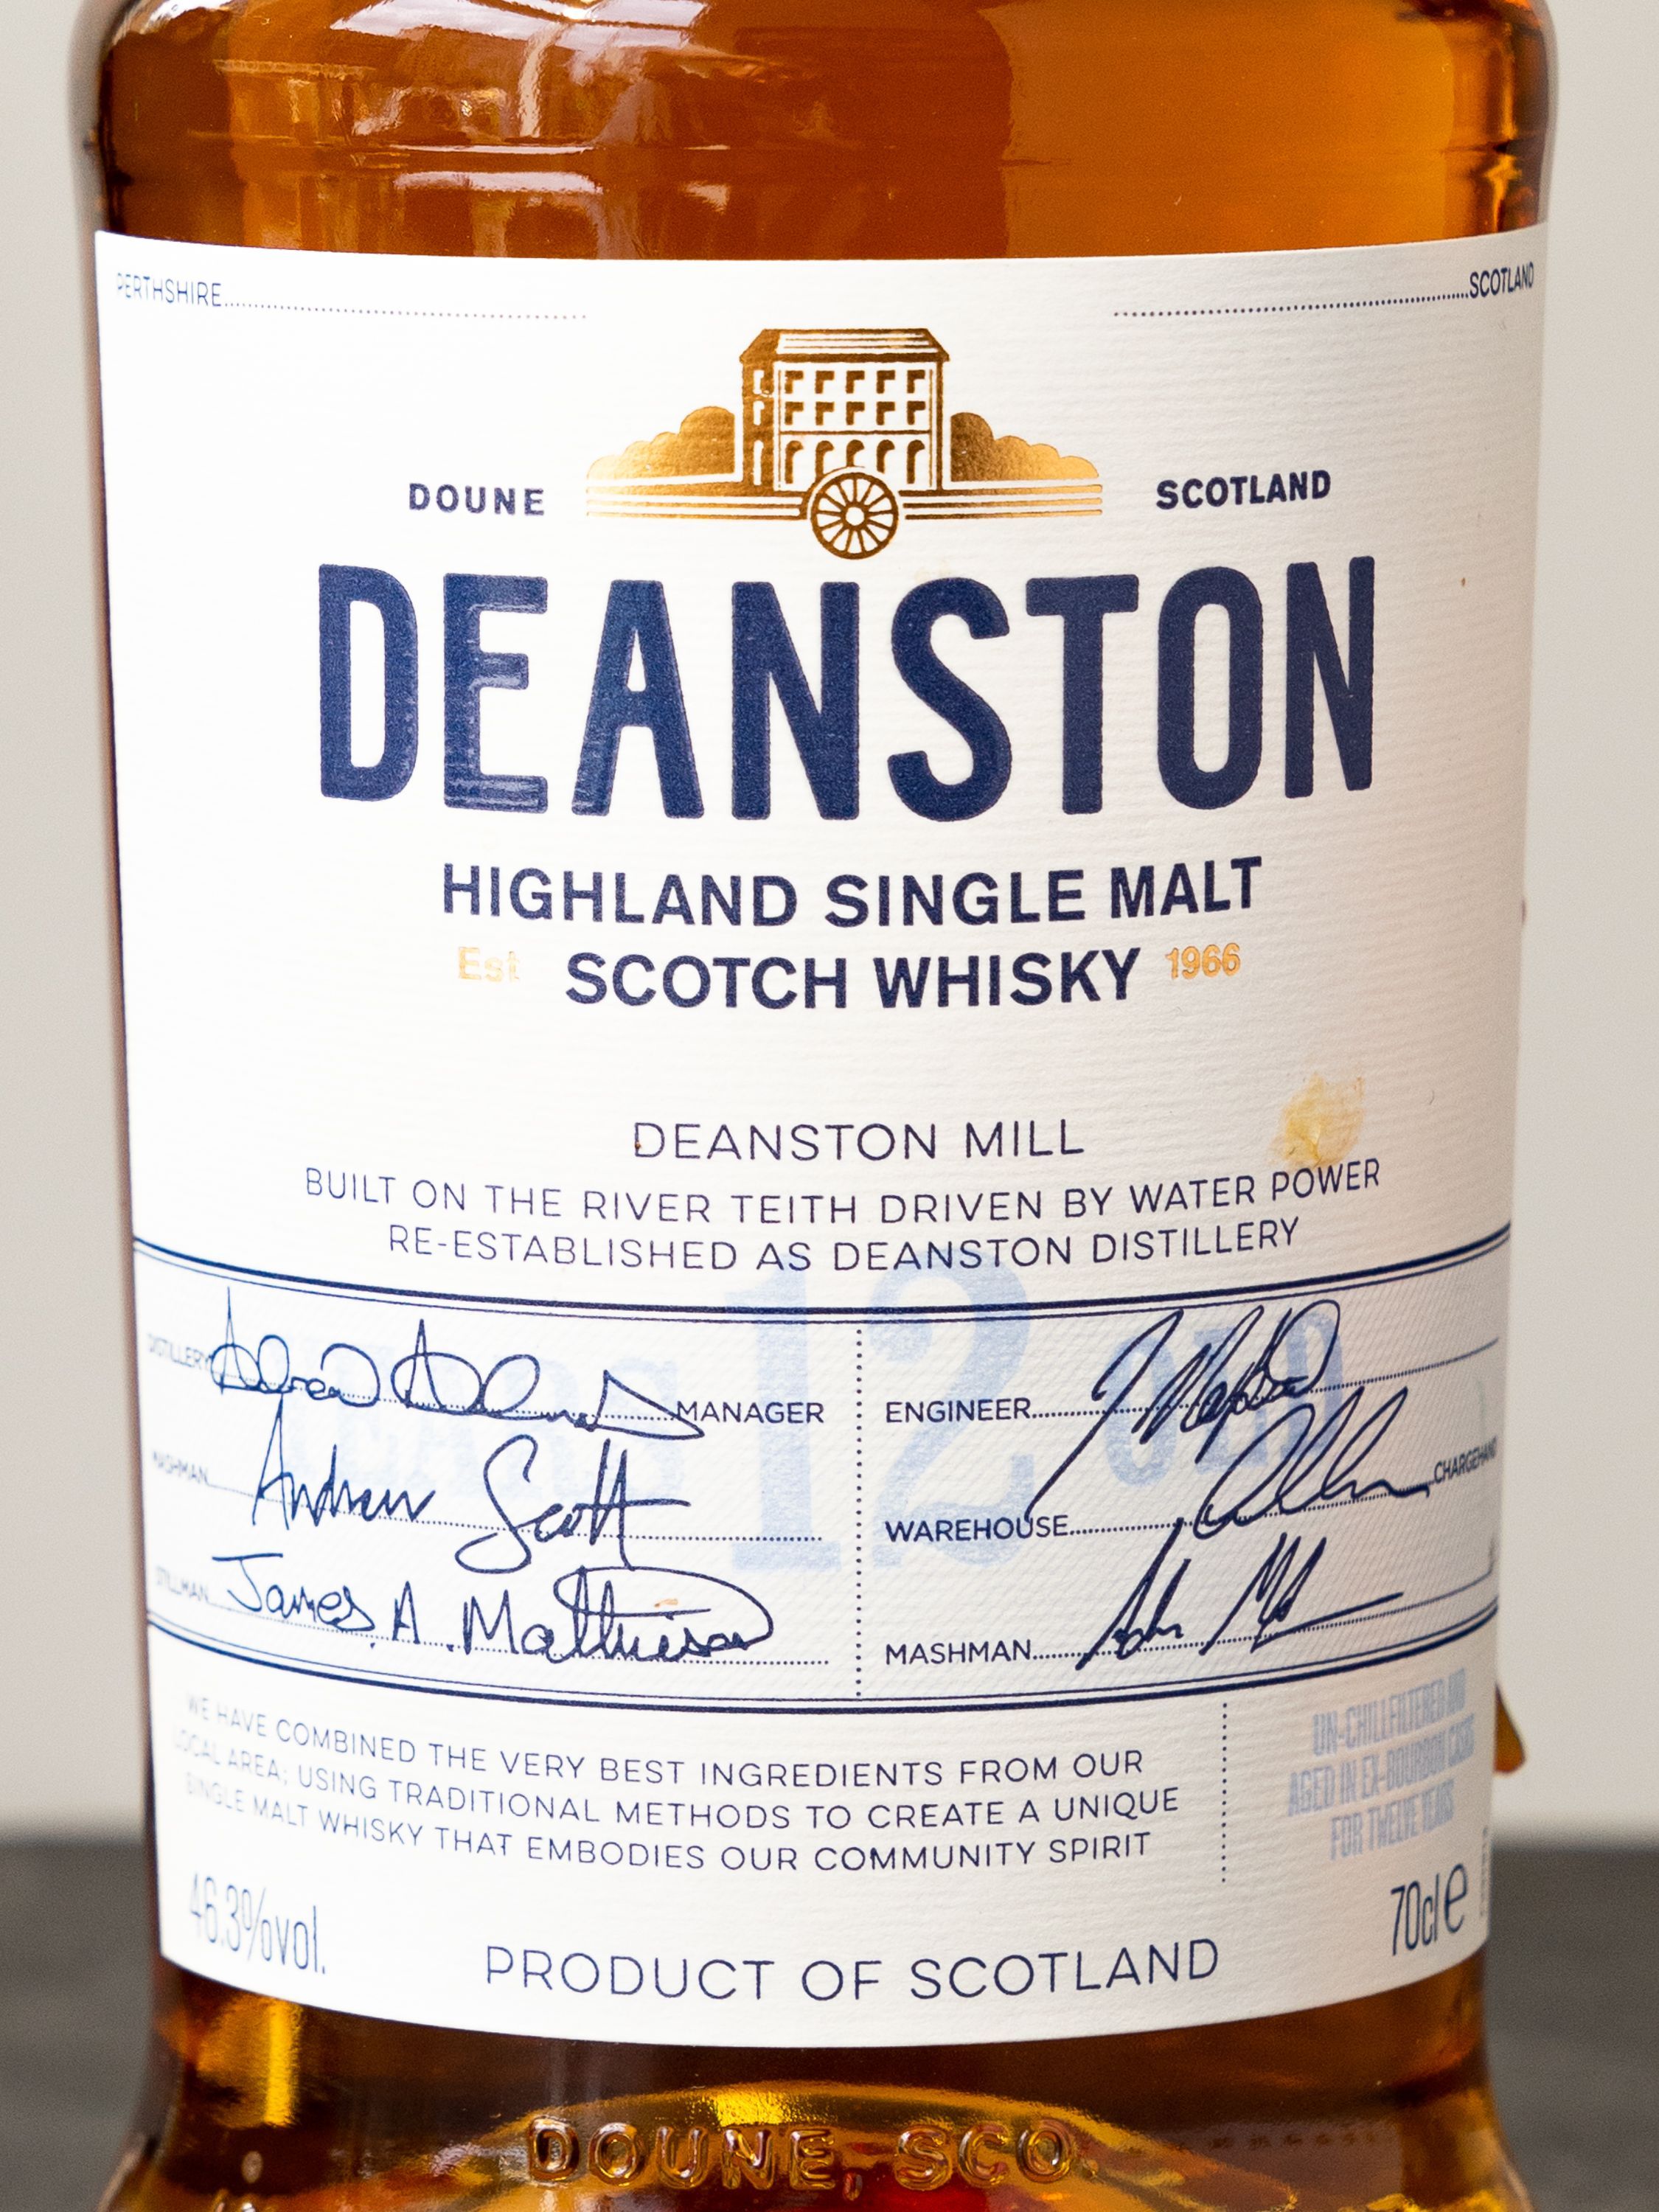 PERTHSHIRE SCOTLAND
DOUNE SCOTLAND
DEANSTON
HIGHLAND SINGLE MALT
Est SCOTCH WHISKY 1966
DEANSTON MILL
BUILT ON THE RIVER TEITH DRIVEN BY WATER POWER
RE-ESTABLISHED AS DEANSTON DISTILLERY
YEARS 12 OLD
DISTILLERY MANAGER
MASHMAN Andrew Scott
STILLMAN James. A. Mathieson
ENGINEER
WAREHOUSE CHARGEHAND
MASHMAN
WE HAVE COMBINED THE VERY BEST INGREDIENTS FROM OUR
LOCAL AREA; USING TRADITIONAL METHODS TO CREATE A UNIQUE
SINGLE MALT WHISKY THAT EMBODIES OUR COMMUNITY SPIRIT
UN-CHILLFILTERED AND
AGED IN EX-BOURBON CASKS
FOR TWELVE YEARS
46.3%vol.
70cl e
PRODUCT OF SCOTLAND
DOUNE, SCO